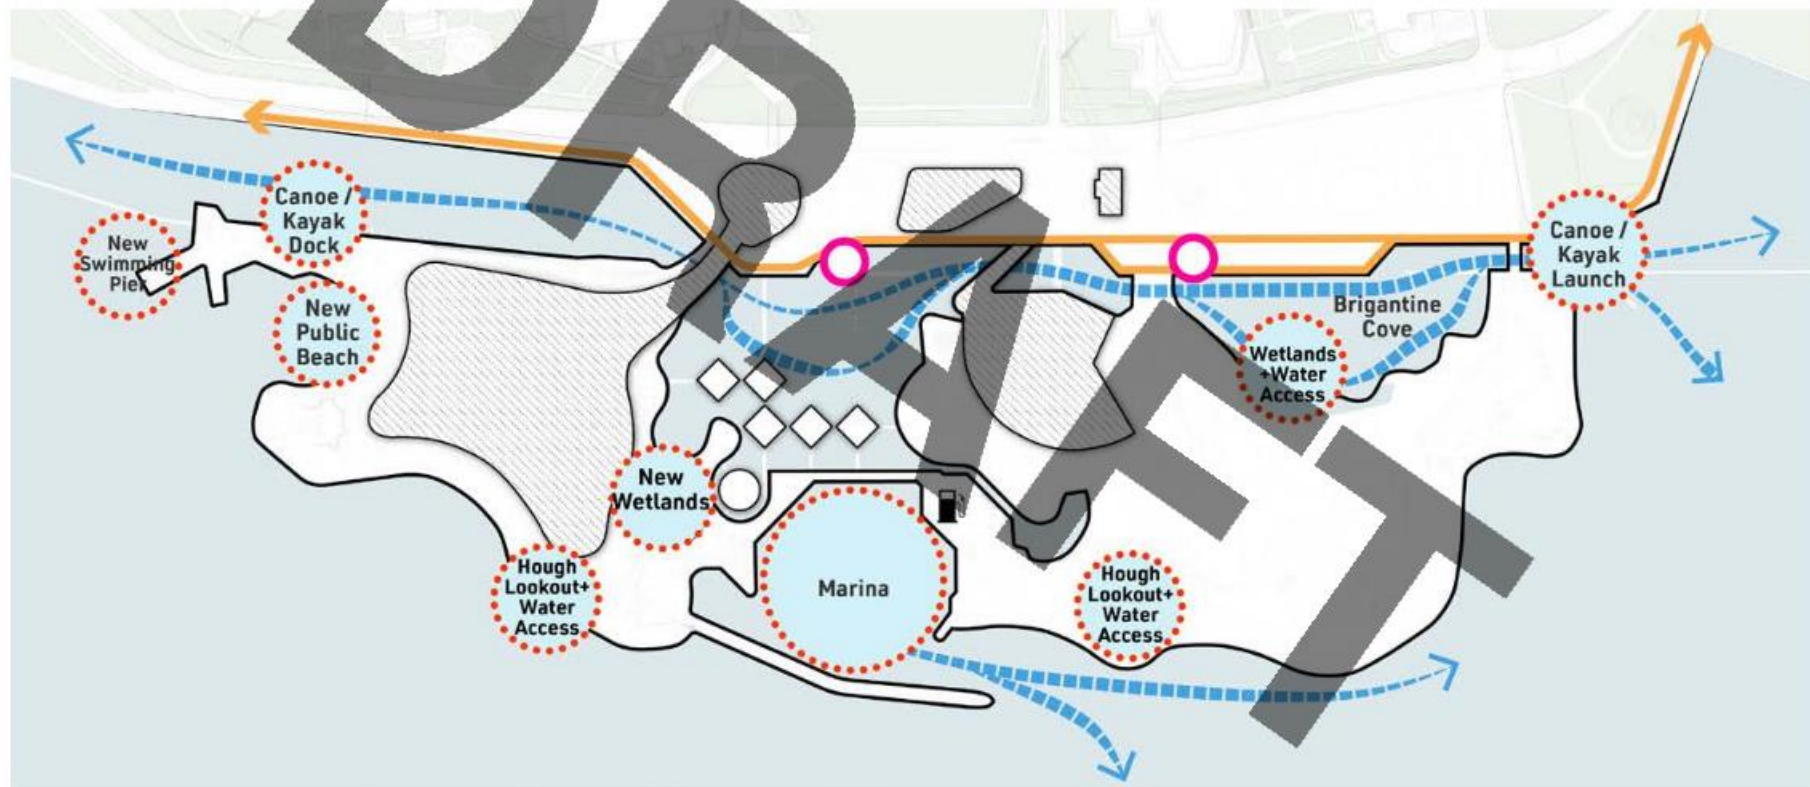 DRAFT
Canoe /
Kayak
Dock
New
Swimming
Pier
New
Public
Beach
Canoe /
Kayak
Launch
Brigantine
Cove
Wetlands
+Water
Access
New
Wetlands
Hough
Lookout+
Water
Access
Marina
Hough
Lookout+
Water
Access